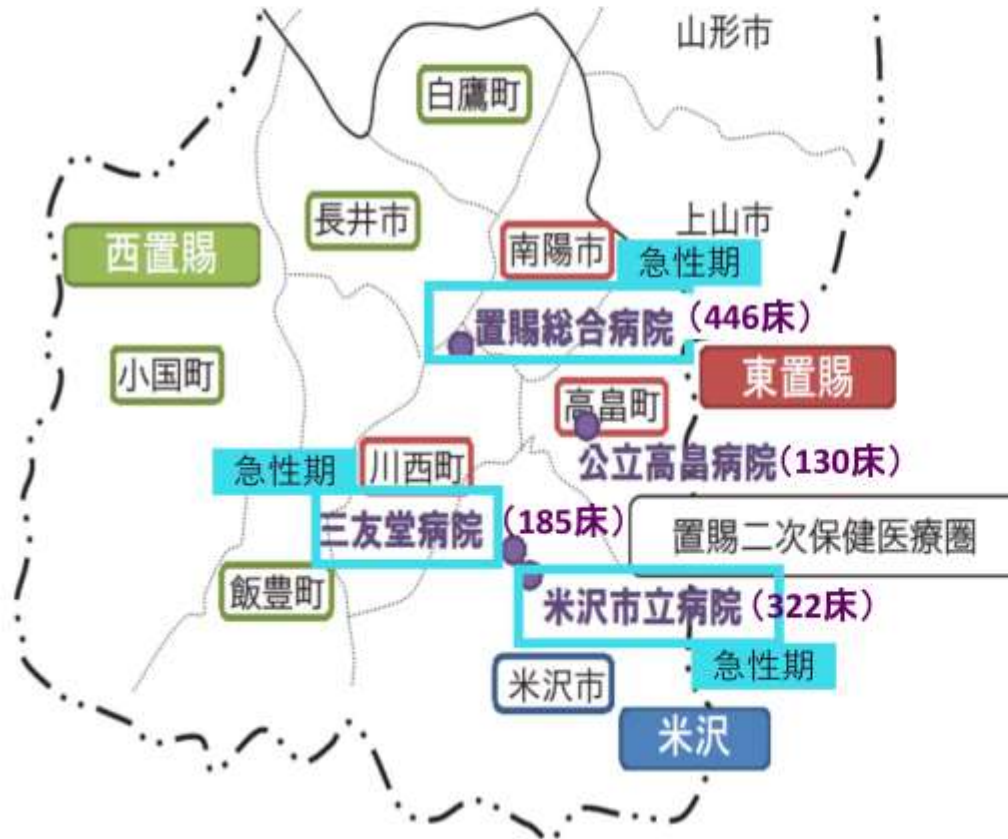 山形市
白鷹町
長井市
上山市
西置賜
南陽市
急性期
置賜総合病院 (446床)
小国町
東置賜
高畠町
急性期
川西町
公立高畠病院(130床)
三友堂病院 (185床)
置賜二次保健医療圏
飯豊町
米沢市立病院(322床)
急性期
米沢市
米沢